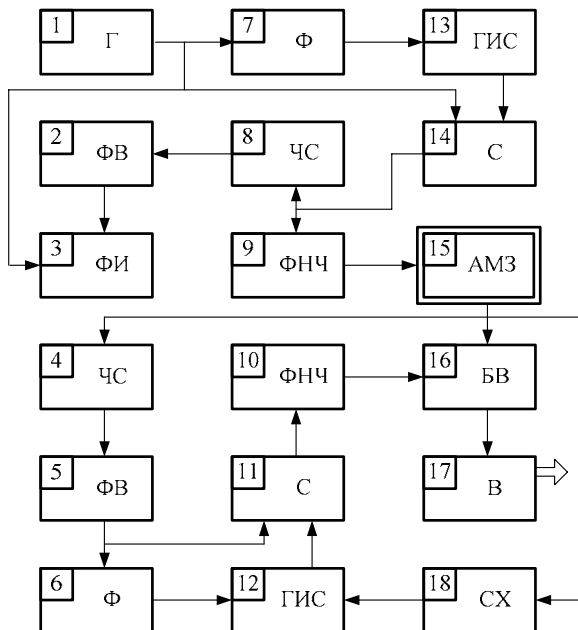 1 Г 7 Ф 13 ГИС
2 ФВ 8 ЧС 14 С
3 ФИ 9 ФНЧ 15 АМЗ
4 ЧС 10 ФНЧ 16 БВ
5 ФВ 11 С 17 В
6 Ф 12 ГИС 18 СХ